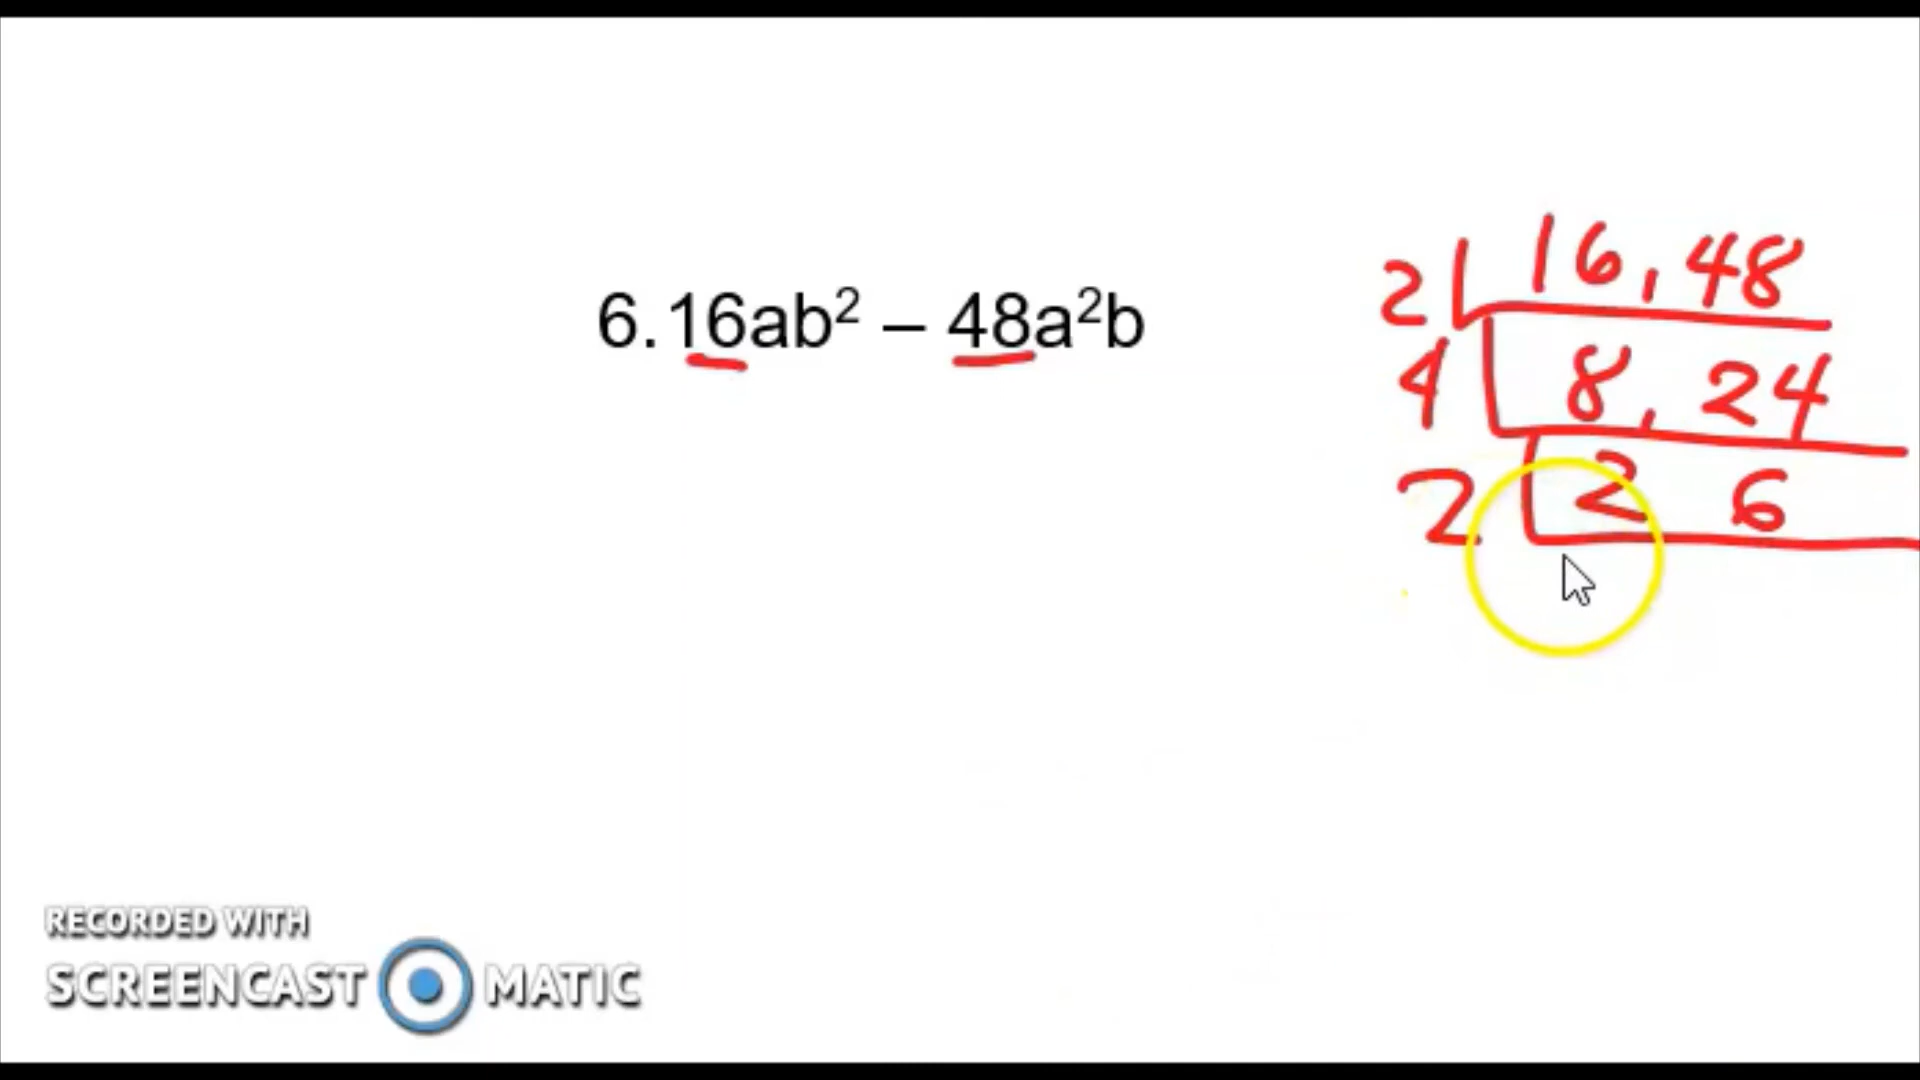 6. 16ab² – 48a²b
2 16, 48
4 8, 24
2 2 6
RECORDED WITH
SCREENCAST MATIC